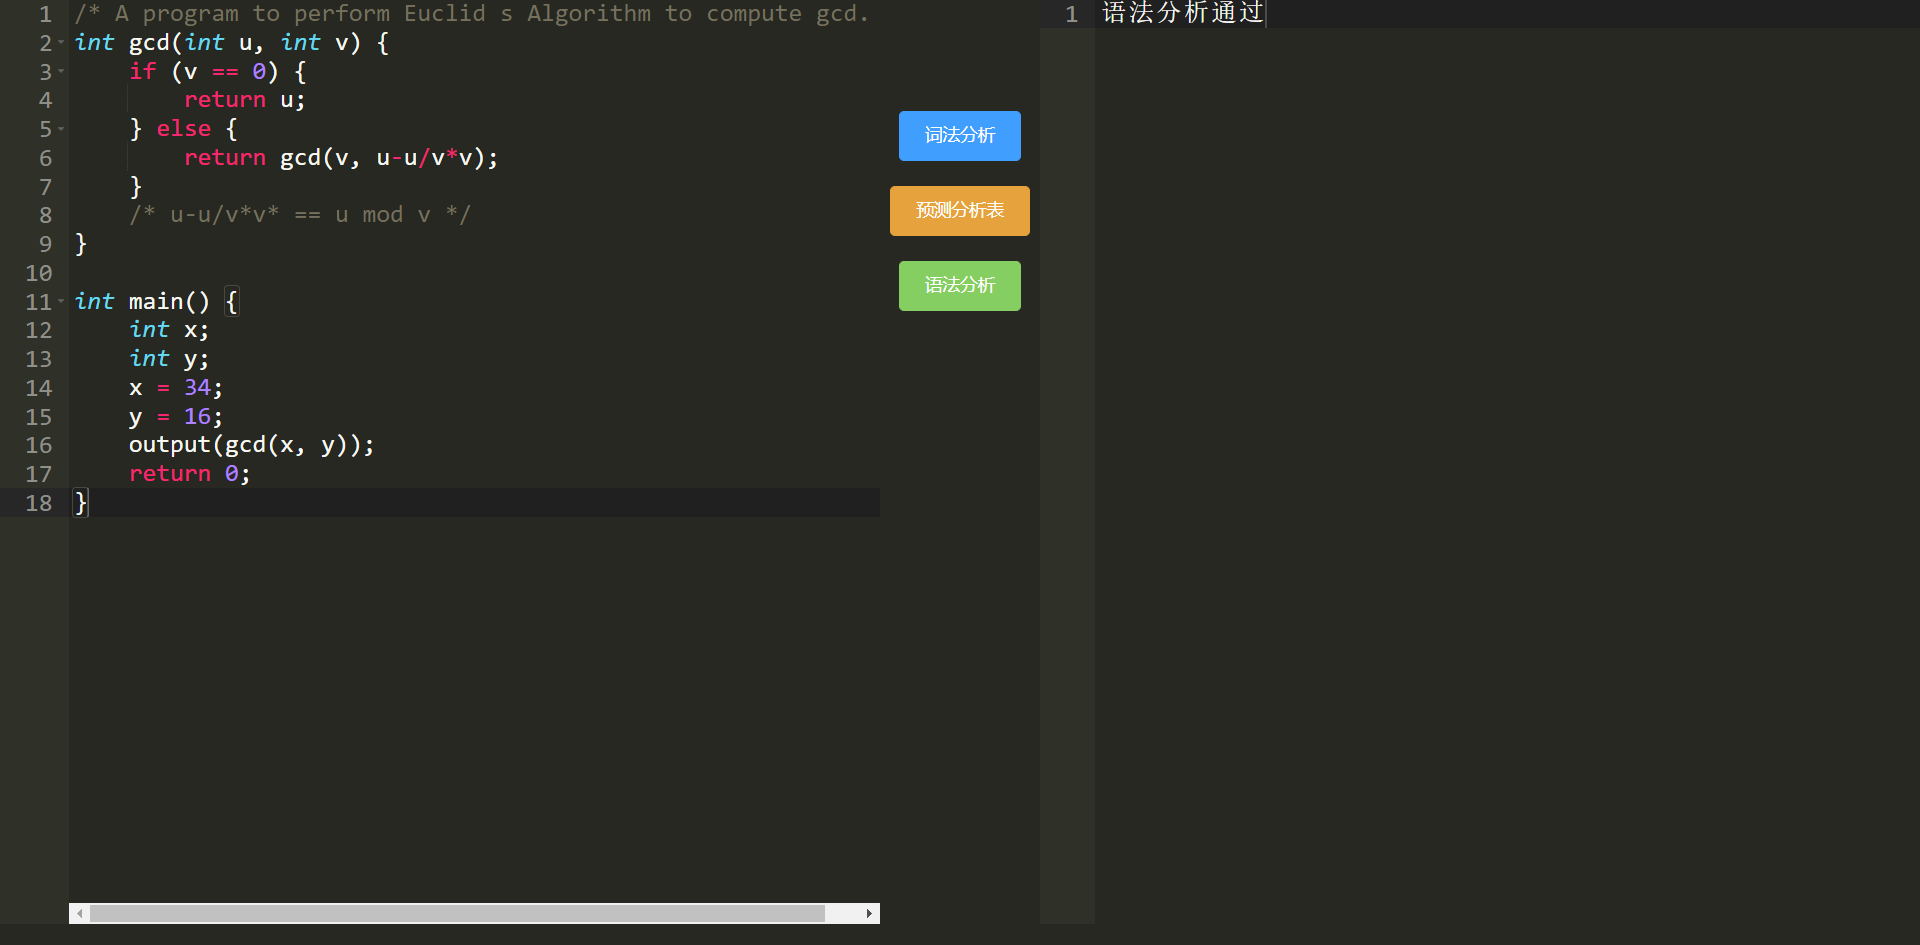 1 /* A program to perform Euclid s Algorithm to compute gcd.
2 int gcd(int u, int v) {
3     if (v == 0) {
4         return u;
5     } else {
6         return gcd(v, u-u/v*v);
7     }
8     /* u-u/v*v* == u mod v */
9 }
10
11 int main() {
12     int x;
13     int y;
14     x = 34;
15     y = 16;
16     output(gcd(x, y));
17     return 0;
18 }
词法分析
预测分析表
语法分析
1 语法分析通过